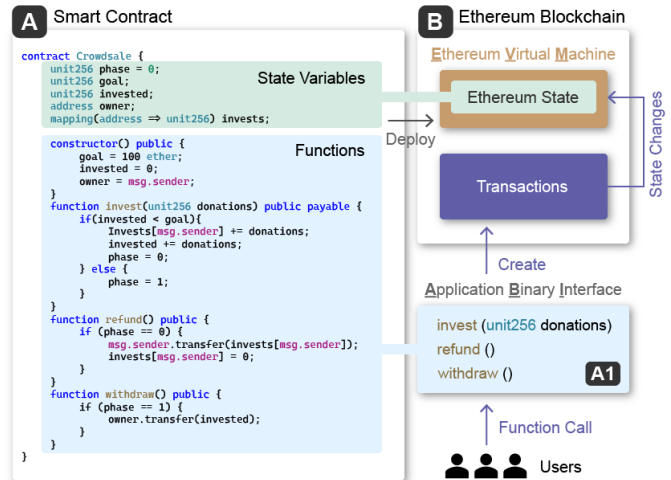 A Smart Contract
contract Crowdsale {
unit256 phase = 0;
unit256 goal;
unit256 invested;
address owner;
mapping(address ⇒ unit256) invests;
State Variables
constructor() public {
goal = 100 ether;
invested = 0;
owner = msg.sender;
}
Functions
function invest(unit256 donations) public payable {
if(invested < goal){
Invests[msg.sender] += donations;
invested += donations;
phase = 0;
} else {
phase = 1;
}
}
function refund() public {
if (phase == 0) {
msg.sender.transfer(invests[msg.sender]);
invests[msg.sender] = 0;
}
}
function withdraw() public {
if (phase == 1) {
owner.transfer(invested);
}
}
}
Deploy
B Ethereum Blockchain
Ethereum Virtual Machine
Ethereum State
Transactions
State Changes
Create
Application Binary Interface
invest (unit256 donations)
refund ()
withdraw ()
A1
Function Call
Users